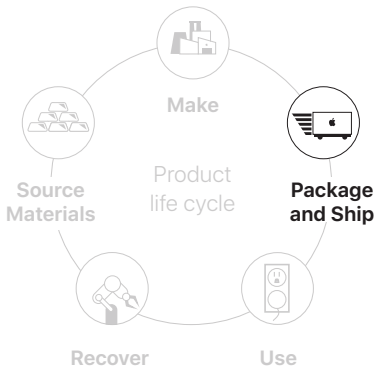 Make
Product
life cycle
Source
Materials
Package
and Ship
Recover
Use